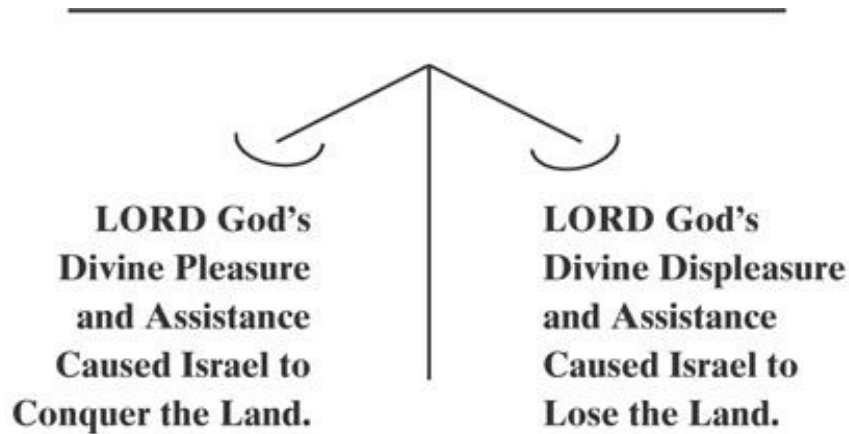 LORD God's
Divine Pleasure
and Assistance
Caused Israel to
Conquer the Land.
LORD God's
Divine Displeasure
and Assistance
Caused Israel to
Lose the Land.